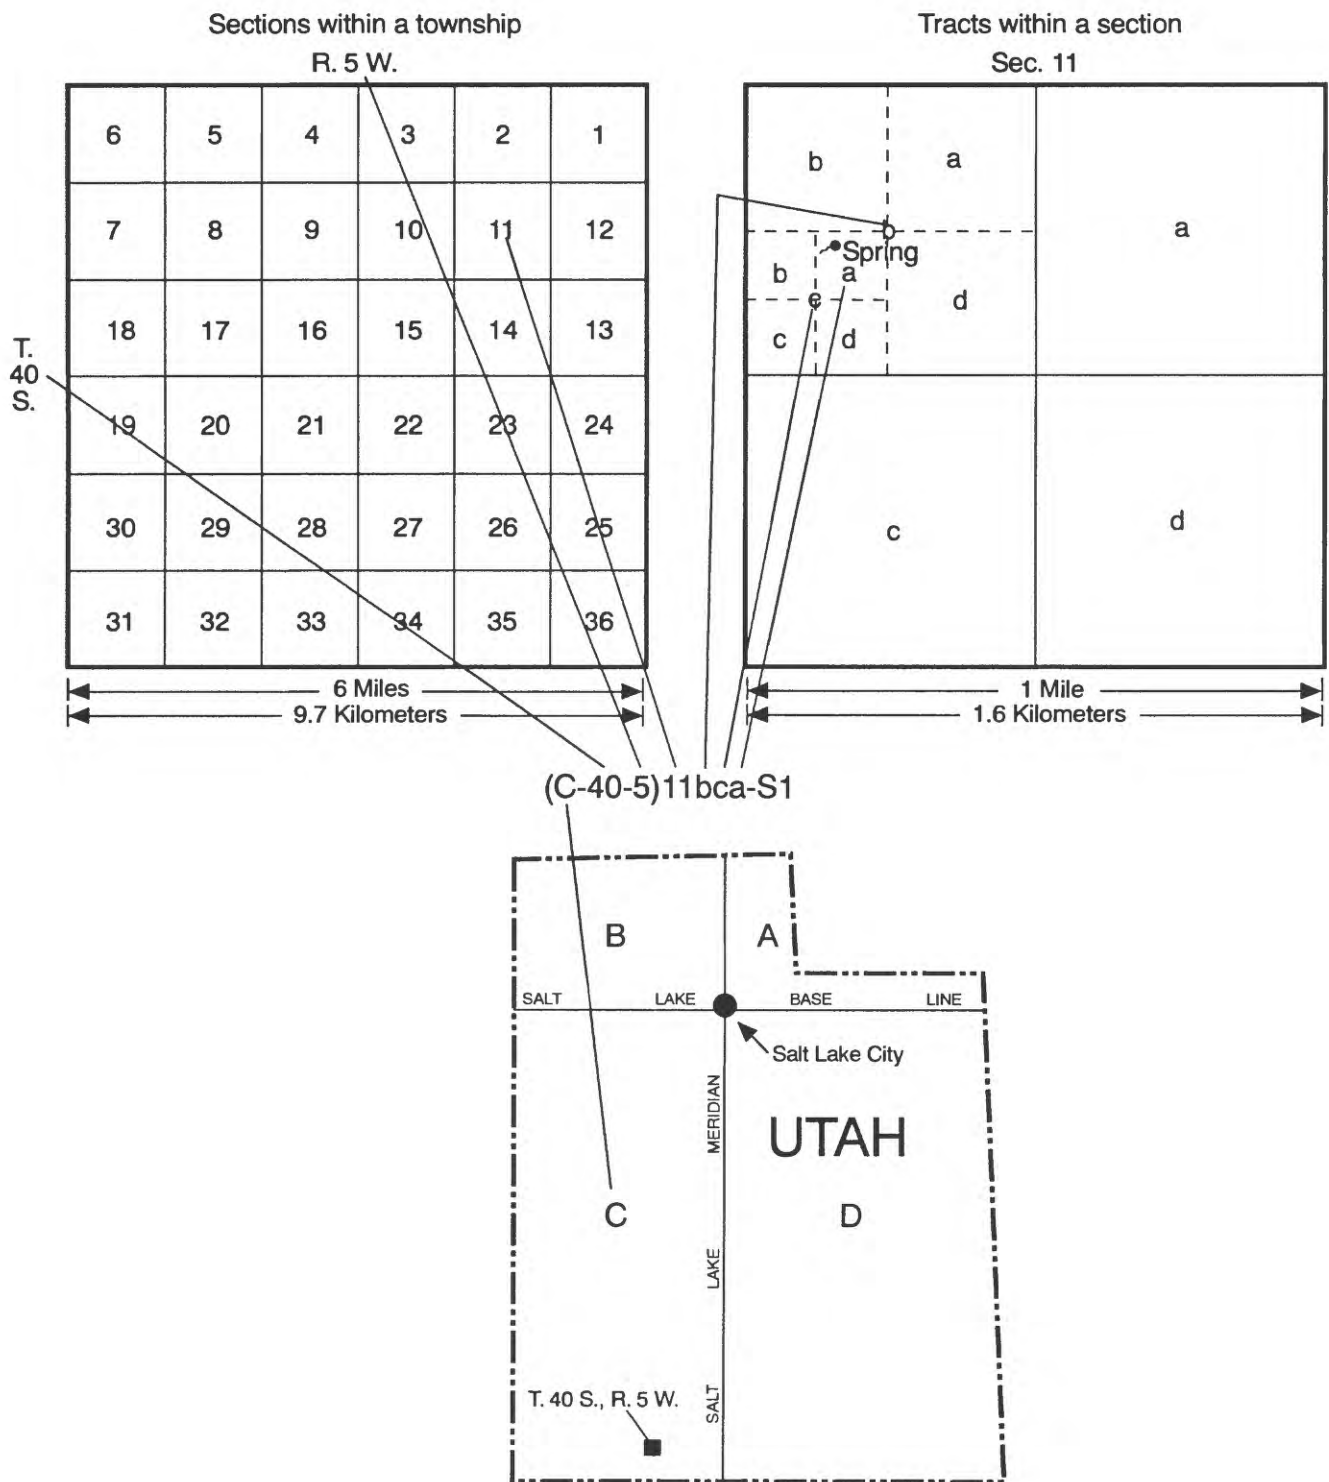 Sections within a township
R. 5 W.
6 5 4 3 2 1
7 8 9 10 11 12
18 17 16 15 14 13
T.
40
S.
19 20 21 22 23 24
30 29 28 27 26 25
31 32 33 34 35 36
6 Miles
9.7 Kilometers
Tracts within a section
Sec. 11
b a
a
b
Spring
b a d
c
c d
c d
1 Mile
1.6 Kilometers
(C-40-5)11bca-S1
B A
SALT LAKE BASE LINE
Salt Lake City
UTAH
C D
SALT LAKE MERIDIAN
T. 40 S., R. 5 W.